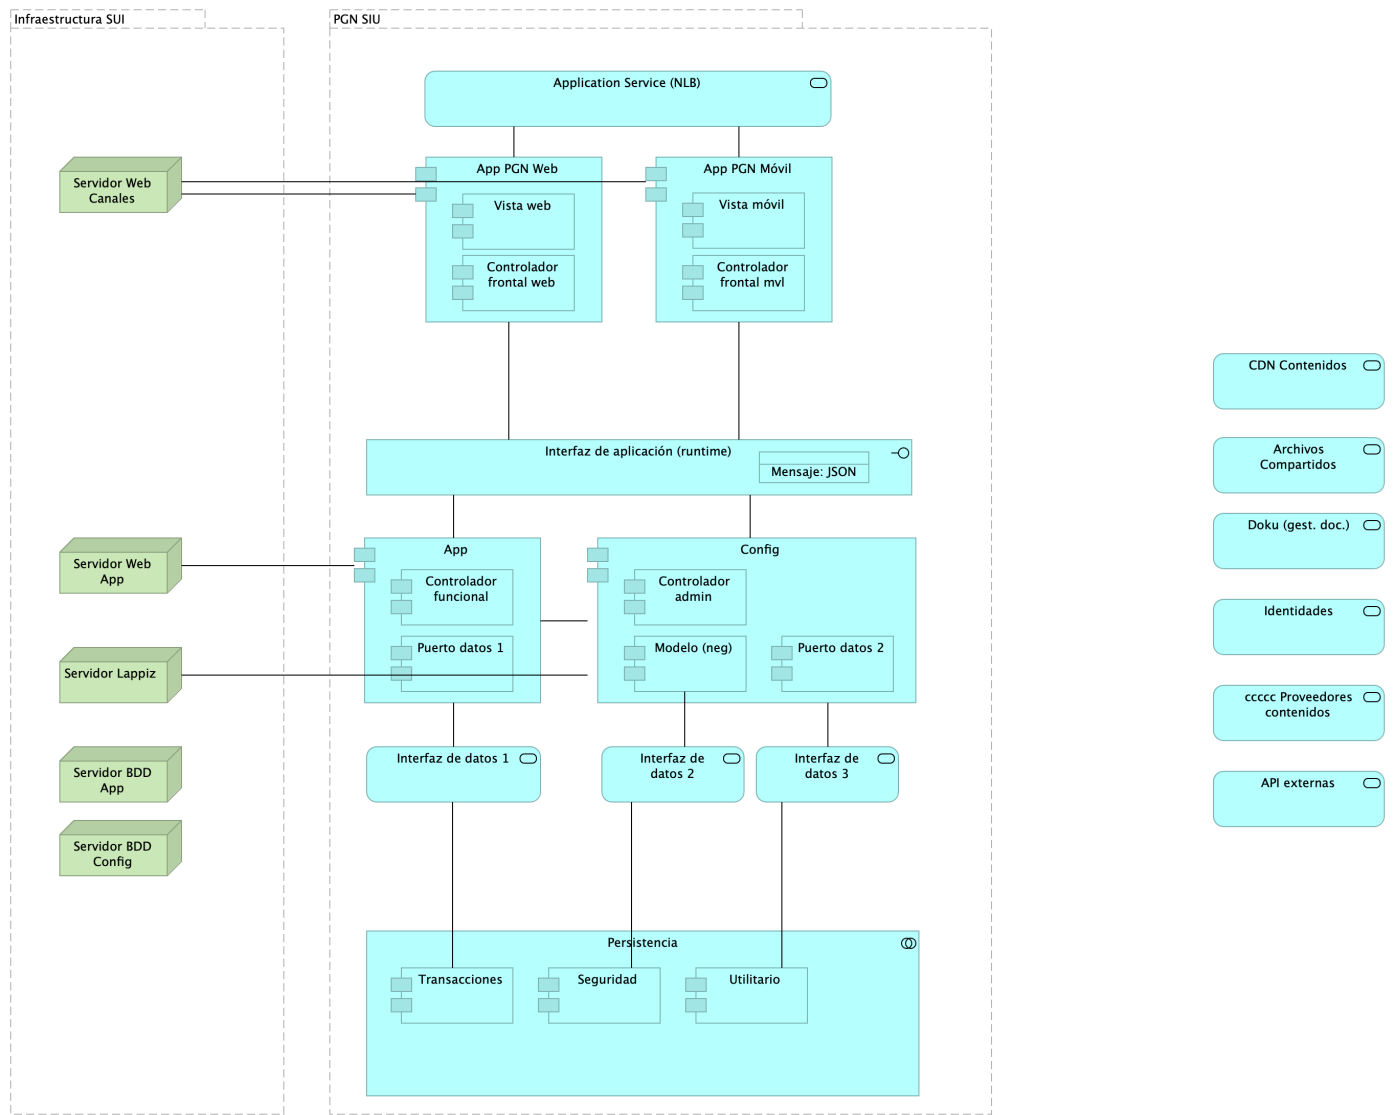 Infraestructura SUI
PGN SIU
Application Service (NLB)
Servidor Web
Canales
App PGN Web
Vista web
Controlador
frontal web
App PGN Móvil
Vista móvil
Controlador
frontal mvl
Interfaz de aplicación (runtime)
Mensaje: JSON
Servidor Web
App
Servidor Lappiz
Servidor BDD
App
Servidor BDD
Config
App
Controlador
funcional
Puerto datos 1
Config
Controlador
admin
Modelo (neg)
Puerto datos 2
Interfaz de datos 1
Interfaz de
datos 2
Interfaz de
datos 3
Persistencia
Transacciones
Seguridad
Utilitario
CDN Contenidos
Archivos
Compartidos
Doku (gest. doc.)
Identidades
ccccc Proveedores
contenidos
API externas